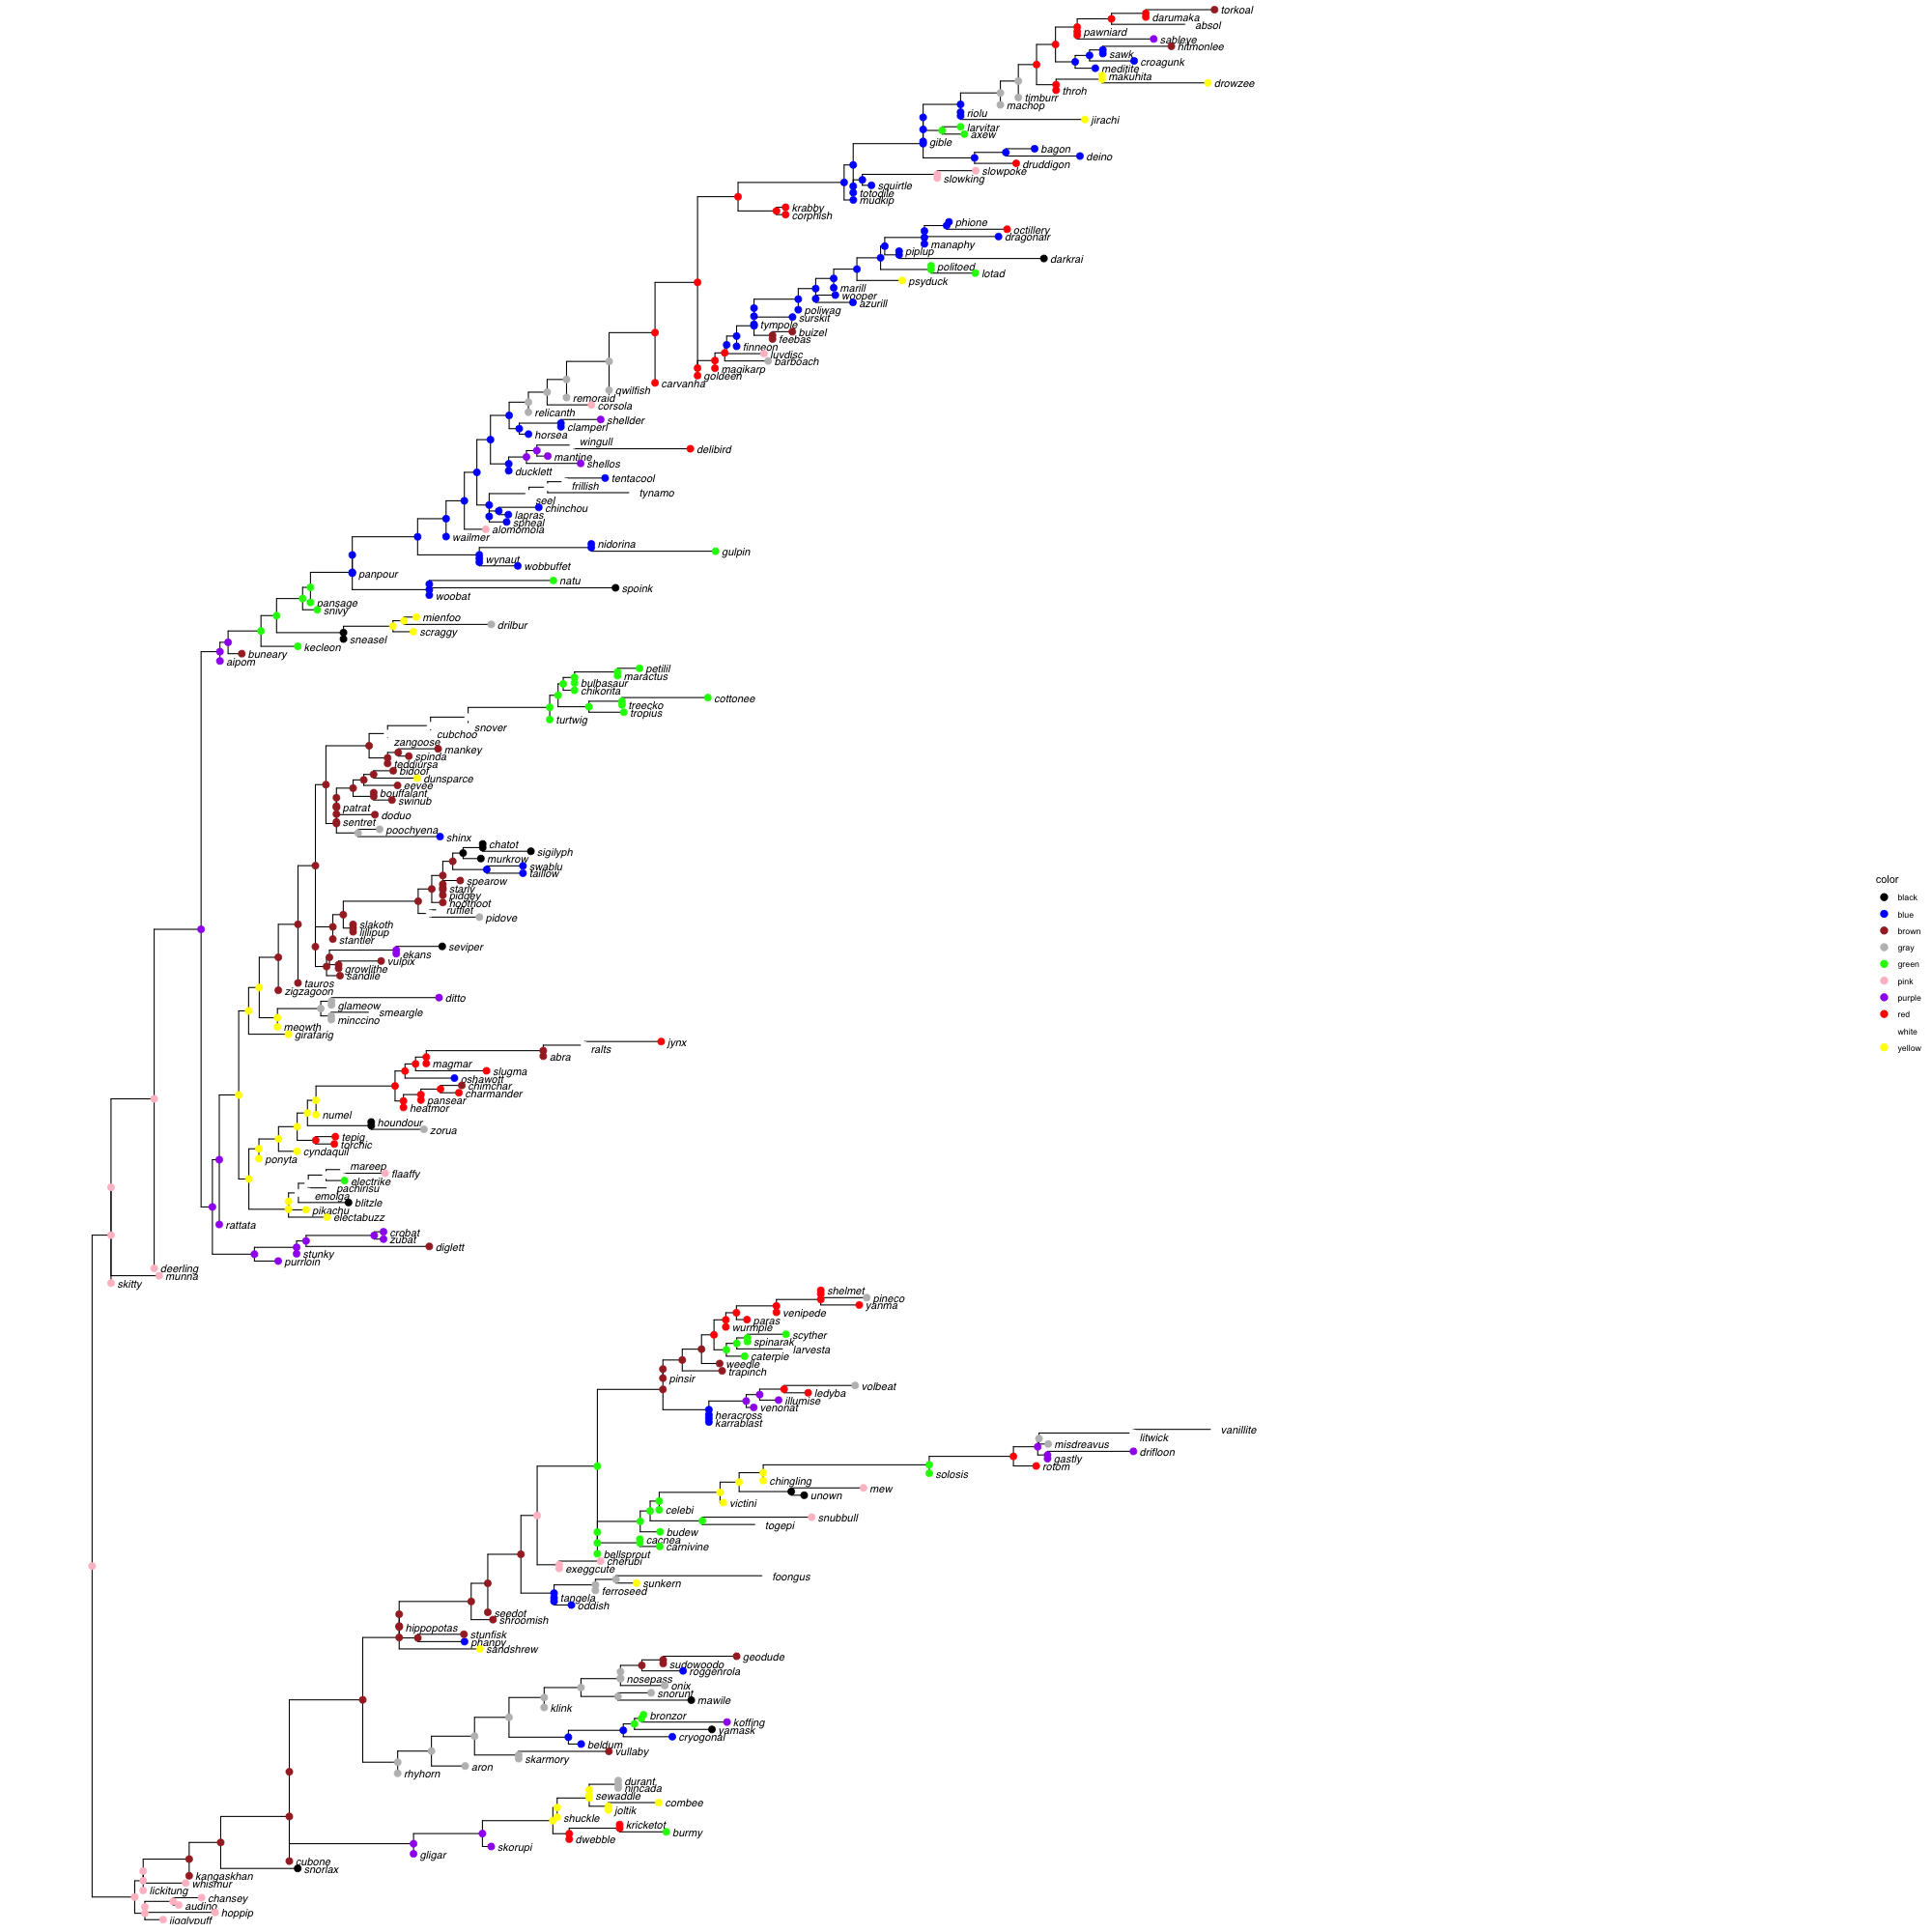 torkoal
darumaka
absol
pawniard
sableye
hitmonlee
sawk
croagunk
meditite
makuhita
drowzee
throh
timburr
machop
riolu
jirachi
larvitar
axew
gible
bagon
deino
druddigon
slowpoke
slowking
squirtle
totodile
mudkip
krabby
corphish
phione
octillery
dragonair
manaphy
piplup
darkrai
politoed
lotad
psyduck
marill
wooper
azurill
poliwag
surskit
tympole
buizel
feebas
finneon
luvdisc
barboach
magikarp
goldeen
carvanha
qwilfish
remoraid
corsola
relicanth
shellder
clamperl
horsea
wingull
delibird
mantine
shellos
ducklett
tentacool
frillish
tynamo
seel
chinchou
lapras
spheal
alomomola
wailmer
nidorina
gulpin
wynaut
wobbuffet
panpour
natu
spoink
woobat
pansage
snivy
mienfoo
drilbur
scraggy
sneasel
kecleon
buneary
aipom
petilil
maractus
bulbasaur
chikorita
cottonee
treecko
tropius
turtwig
snover
cubchoo
zangoose
mankey
spinda
teddiursa
bidoof
dunsparce
eevee
bouffalant
swinub
patrat
doduo
sentret
poochyena
shinx
chatot
sigilyph
murkrow
swablu
taillow
spearow
starly
pidgey
hoothoot
rufflet
pidove
slakoth
lillipup
stantler
seviper
ekans
vulpix
growlithe
sandile
tauros
zigzagoon
ditto
glameow
smeargle
minccino
meowth
girafarig
jynx
ralts
abra
magmar
slugma
oshawott
chimchar
charmander
pansear
heatmor
numel
houndour
zorua
tepig
torchic
cyndaquil
ponyta
mareep
flaaffy
electrike
pachirisu
emolga
blitzle
pikachu
electabuzz
rattata
crobat
zubat
diglett
stunky
purrloin
deerling
munna
skitty
shelmet
pineco
yanma
venipede
paras
wurmple
scyther
spinarak
larvesta
caterpie
weedle
trapinch
pinsir
volbeat
ledyba
illumise
venonat
heracross
karrablast
vanillite
litwick
misdreavus
drifloon
gastly
rotom
solosis
chingling
mew
unown
victini
celebi
snubbull
togepi
budew
cacnea
carnivine
bellsprout
cherubi
exeggcute
foongus
sunkern
ferroseed
tangela
oddish
seedot
shroomish
hippopotas
stunfisk
phanpy
sandshrew
geodude
sudowoodo
roggenrola
nosepass
onix
snorunt
mawile
klink
bronzor
koffing
yamask
cryogonal
beldum
vullaby
skarmory
aron
rhyhorn
durant
nincada
sewaddle
combee
joltik
shuckle
kricketot
burmy
dwebble
skorupi
gligar
cubone
snorlax
kangaskhan
whismur
lickitung
chansey
audino
hoppip
jigglypuff
color
black
blue
brown
gray
green
pink
purple
red
white
yellow